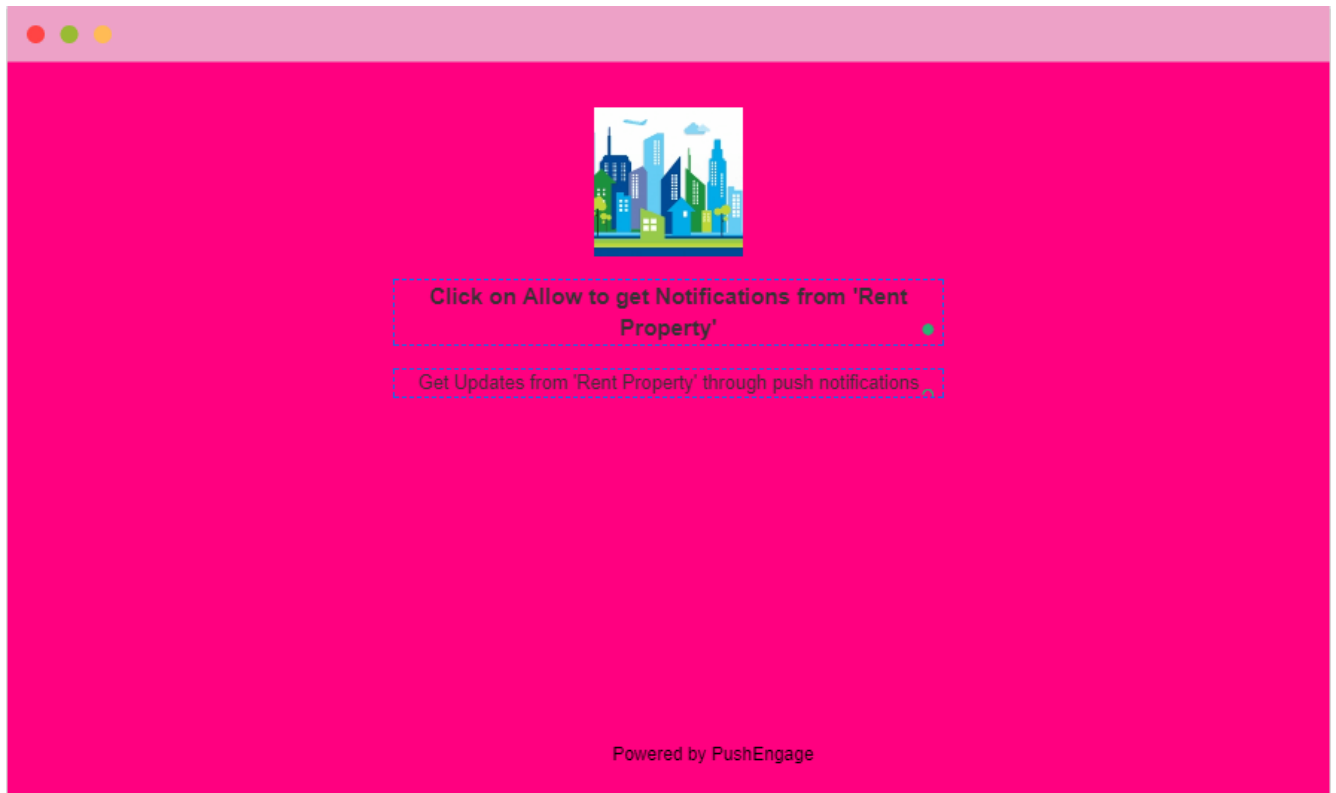 Click on Allow to get Notifications from 'Rent
Property'
Get Updates from 'Rent Property' through push notifications
Powered by PushEngage